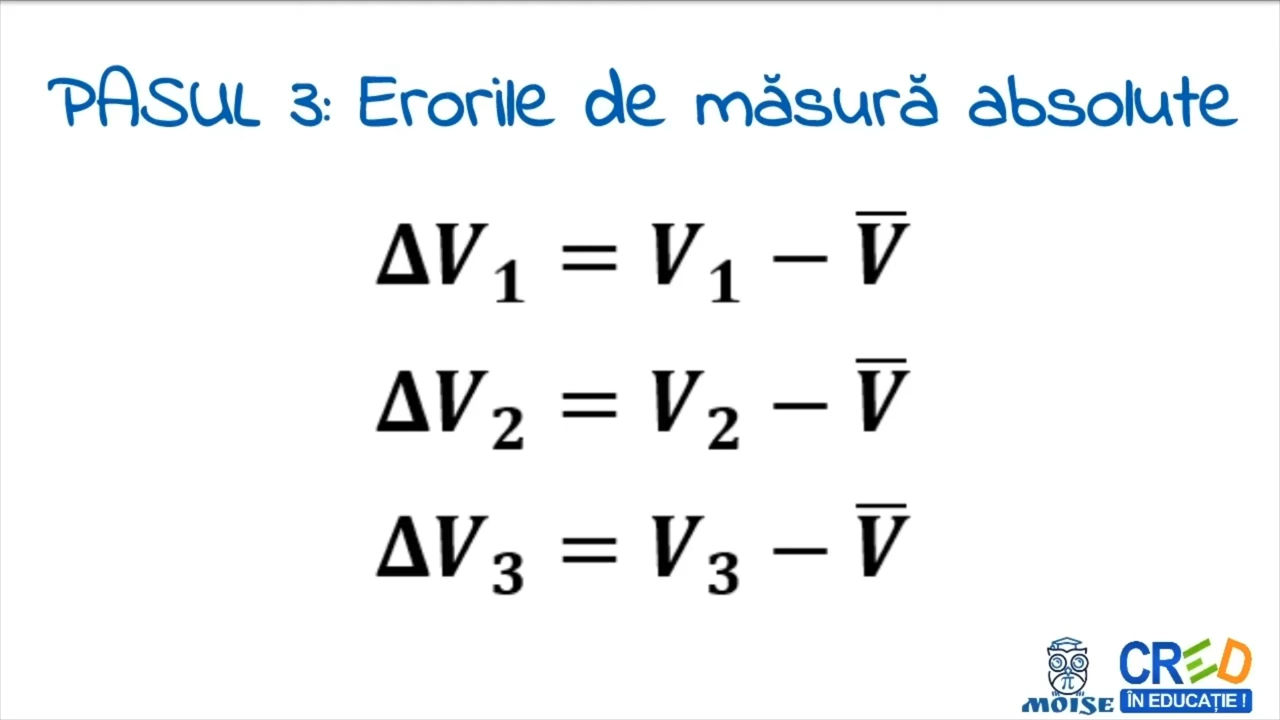 PASUL 3: Erorile de măsură absolute
ΔV₁ = V₁ − V̅
ΔV₂ = V₂ − V̅
ΔV₃ = V₃ − V̅
π
MOISE
CRED
ÎN EDUCAȚIE !